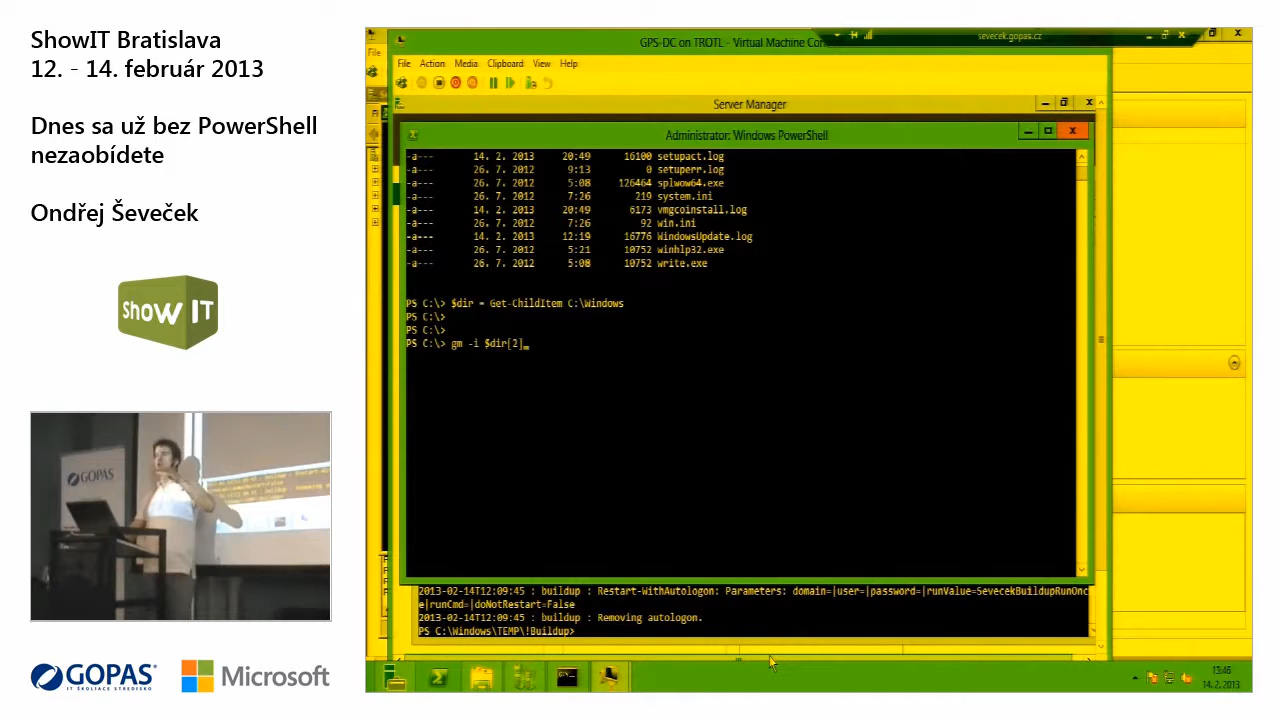 ShowIT Bratislava
12. - 14. február 2013
Dnes sa už bez PowerShell
nezaobídete
Ondřej Ševeček
Show IT
GOPAS
GOPAS
IT ŠKOLIACE STREDISKO
Microsoft
GPS-DC on TROTL - Virtual Machine Con
sevecek.gopas.cz
File
File Action Media Clipboard View Help
Server Manager
Administrator: Windows PowerShell
-a--- 14. 2. 2013 20:49 16100 setupact.log
-a--- 26. 7. 2012 9:13 0 setuperr.log
-a--- 26. 7. 2012 5:08 126464 splwow64.exe
-a--- 26. 7. 2012 7:26 219 system.ini
-a--- 14. 2. 2013 20:49 6173 vmgcoinstall.log
-a--- 26. 7. 2012 7:26 92 win.ini
-a--- 14. 2. 2013 12:19 16776 WindowsUpdate.log
-a--- 26. 7. 2012 5:21 10752 winhlp32.exe
-a--- 26. 7. 2012 5:08 10752 write.exe
PS C:\> $dir = Get-ChildItem C:\Windows
PS C:\>
PS C:\>
PS C:\> gm -i $dir[2]_
2013-02-14T12:09:45 : buildup : Restart-WithAutologon: Parameters: domain=|user=|password=|runValue=SevecekBuildupRunOnc
e|runCmd=|doNotRestart=False
2013-02-14T12:09:45 : buildup : Removing autologon.
PS C:\Windows\TEMP\!Buildup>
13:46
14. 2. 2013